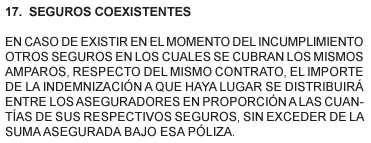 17. SEGUROS COEXISTENTES
EN CASO DE EXISTIR EN EL MOMENTO DEL INCUMPLIMIENTO
OTROS SEGUROS EN LOS CUALES SE CUBRAN LOS MISMOS
AMPAROS, RESPECTO DEL MISMO CONTRATO, EL IMPORTE
DE LA INDEMNIZACIÓN A QUE HAYA LUGAR SE DISTRIBUIRÁ
ENTRE LOS ASEGURADORES EN PROPORCIÓN A LAS CUAN-
TÍAS DE SUS RESPECTIVOS SEGUROS, SIN EXCEDER DE LA
SUMA ASEGURADA BAJO ESA PÓLIZA.